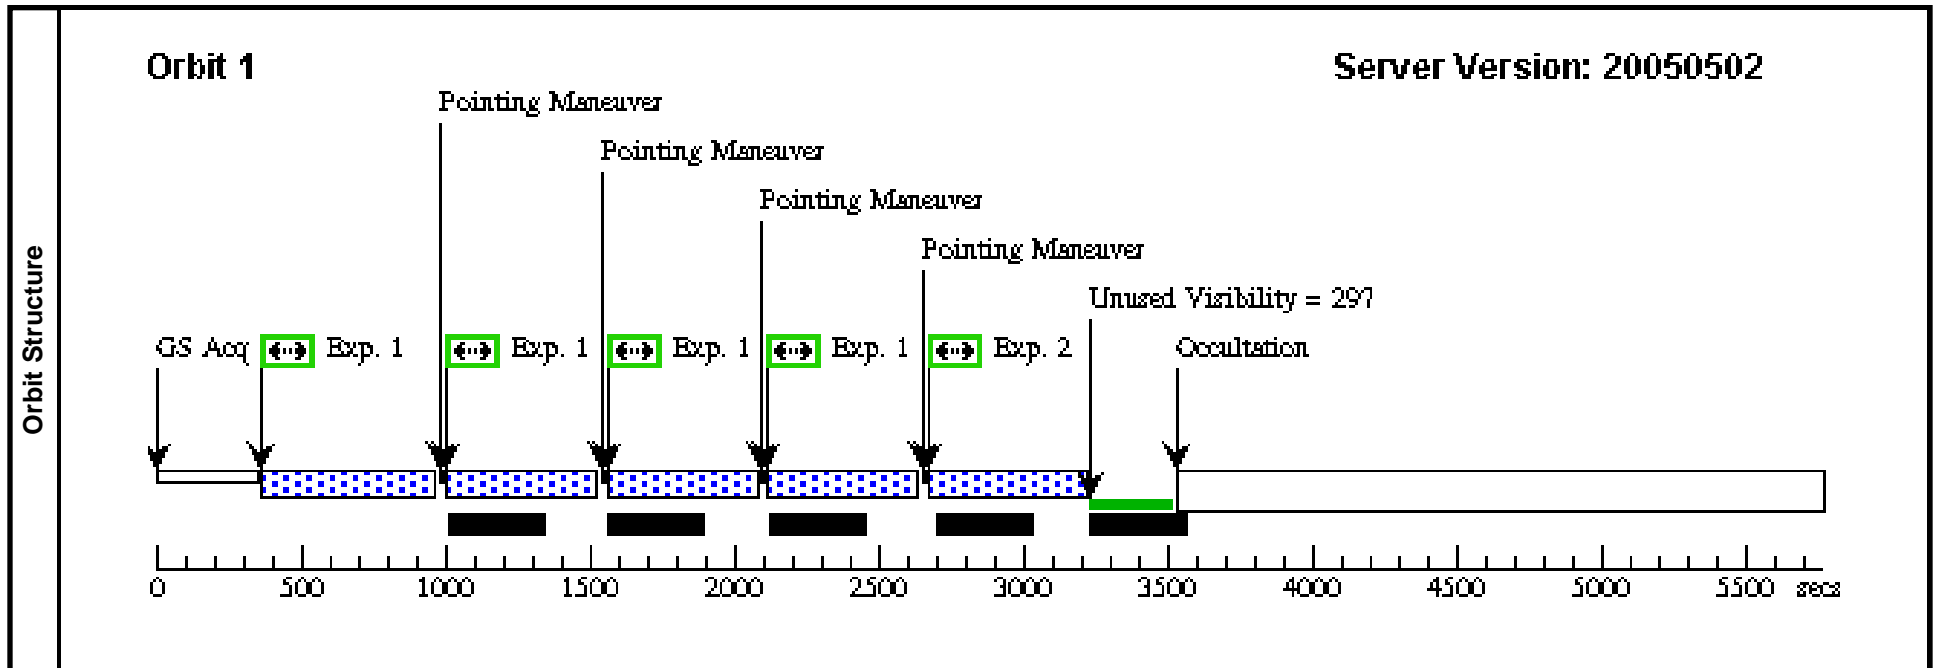 Orbit Structure
Orbit 1
Server Version: 20050502
Pointing Maneuver
Pointing Maneuver
Pointing Maneuver
Pointing Maneuver
Unused Visibility = 297
GS Acq
Exp. 1
Exp. 1
Exp. 1
Exp. 1
Exp. 2
Occultation
0 500 1000 1500 2000 2500 3000 3500 4000 4500 5000 5500 secs